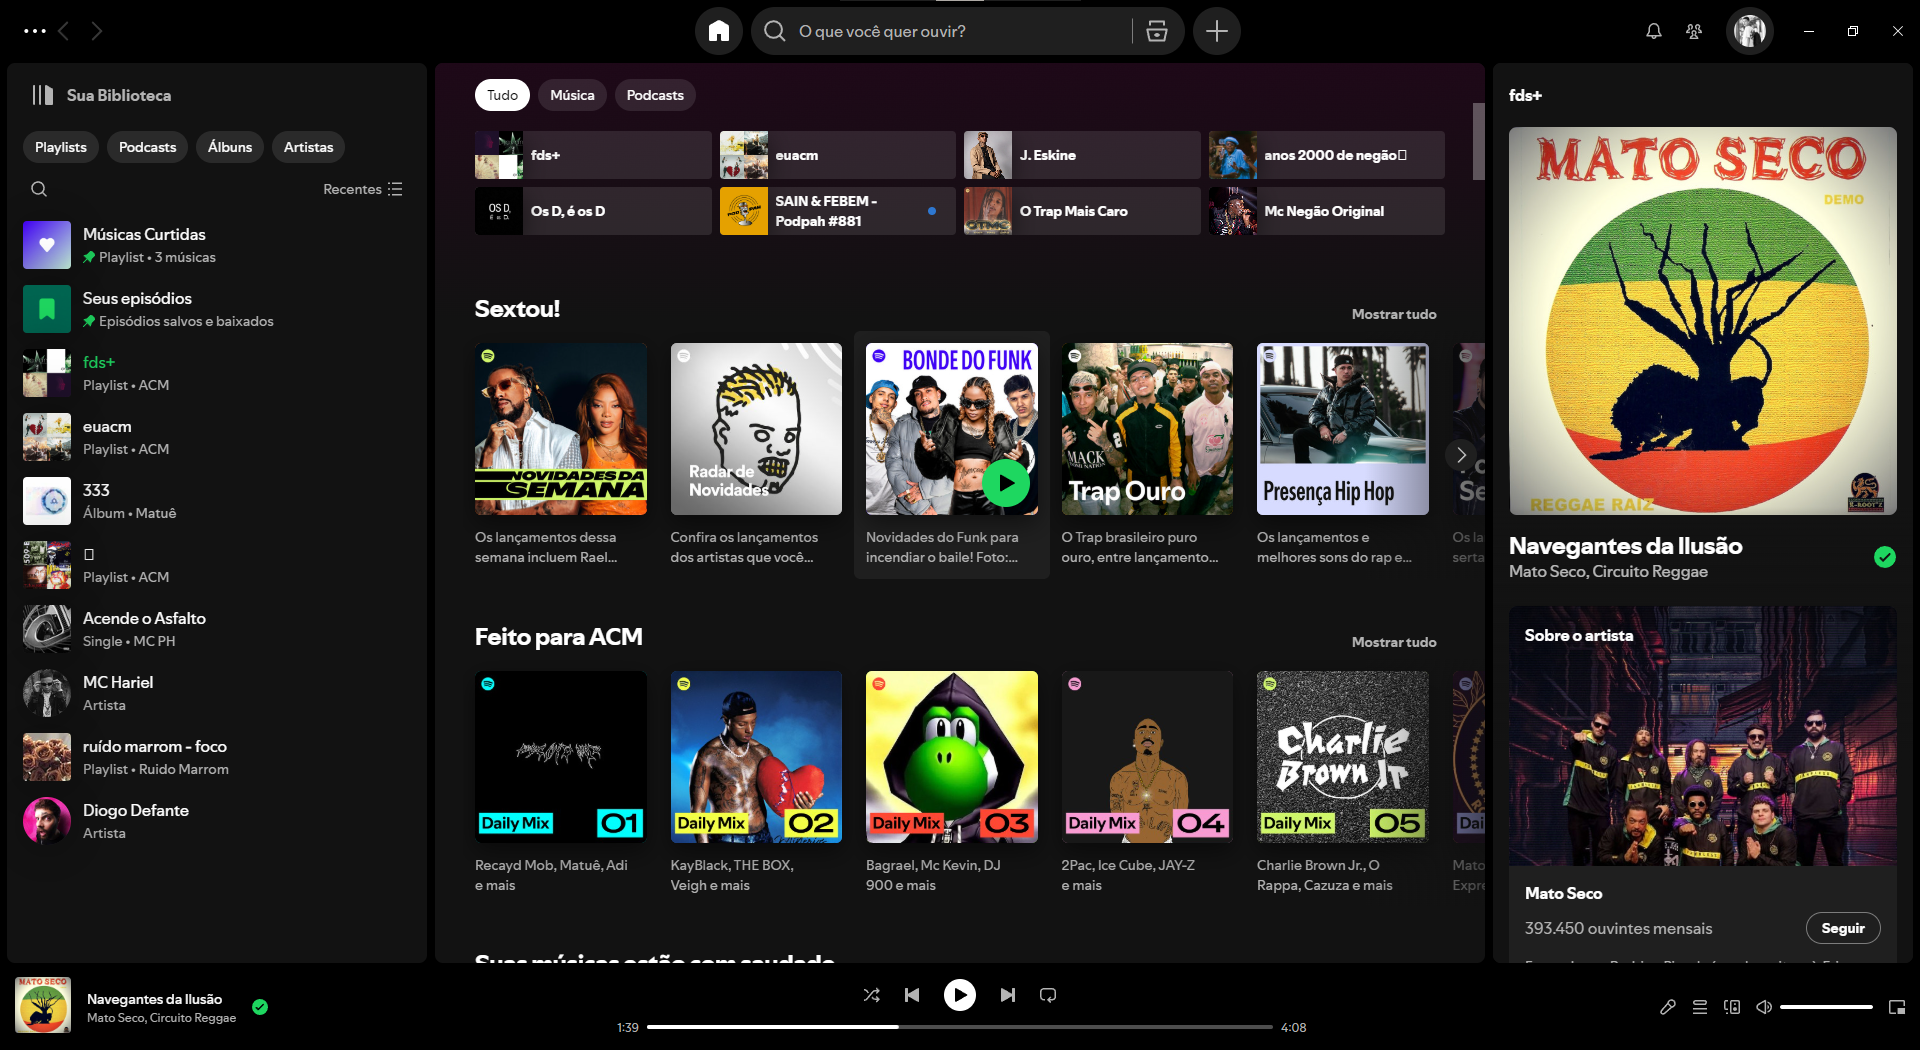 O que você quer ouvir?
Sua Biblioteca
Playlists
Podcasts
Álbuns
Artistas
Recentes
Músicas Curtidas
Playlist • 3 músicas
Seus episódios
Episódios salvos e baixados
fds+
Playlist • ACM
euacm
Playlist • ACM
333
Álbum • Matuê
Playlist • ACM
Acende o Asfalto
Single • MC PH
MC Hariel
Artista
ruído marrom - foco
Playlist • Ruido Marrom
Diogo Defante
Artista
Tudo
Música
Podcasts
fds+
euacm
J. Eskine
anos 2000 de negão
OS D,
É OS D
Os D, é os D
SAIN & FEBEM -
Podpah #881
O Trap Mais Caro
Mc Negão Original
Sextou!
Mostrar tudo
NOVIDADES DA
SEMANA
Radar de
Novidades
BONDE DO FUNK
MACK
Trap Ouro
Presença Hip Hop
Os lançamentos dessa
semana incluem Rael...
Confira os lançamentos
dos artistas que você...
Novidades do Funk para
incendiar o baile! Foto:...
O Trap brasileiro puro
ouro, entre lançamento...
Os lançamentos e
melhores sons do rap e...
Os la
serta
Feito para ACM
Mostrar tudo
Daily Mix 01
Daily Mix 02
Daily Mix 03
Daily Mix 04
Charlie
Brown Jr
Daily Mix 05
Dai
Recayd Mob, Matuê, Adi
e mais
KayBlack, THE BOX,
Veigh e mais
Bagrael, Mc Kevin, DJ
900 e mais
2Pac, Ice Cube, JAY-Z
e mais
Charlie Brown Jr., O
Rappa, Cazuza e mais
Mato
Expre
Suas músicas estão com saudade
fds+
MATO SECO
DEMO
REGGAE RAIZ
Navegantes da Ilusão
Mato Seco, Circuito Reggae
Sobre o artista
Mato Seco
393.450 ouvintes mensais
Seguir
MATO SECO
Navegantes da Ilusão
Mato Seco, Circuito Reggae
1:39
4:08